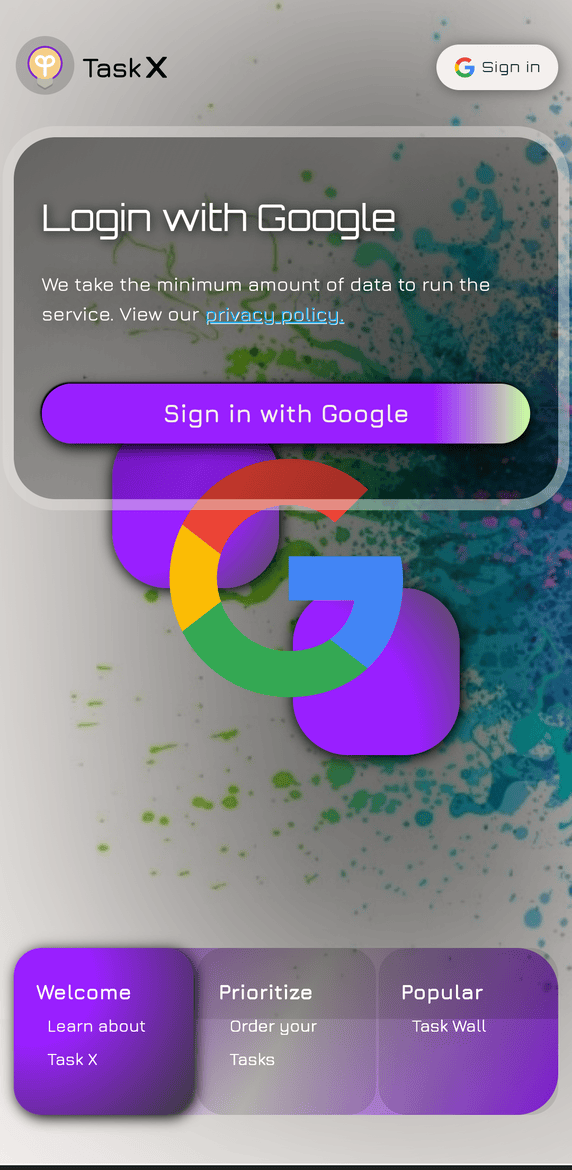 Task X
Sign in
Login with Google
We take the minimum amount of data to run the
service. View our privacy policy.
Sign in with Google
Welcome
Learn about
Task X
Prioritize
Order your
Tasks
Popular
Task Wall